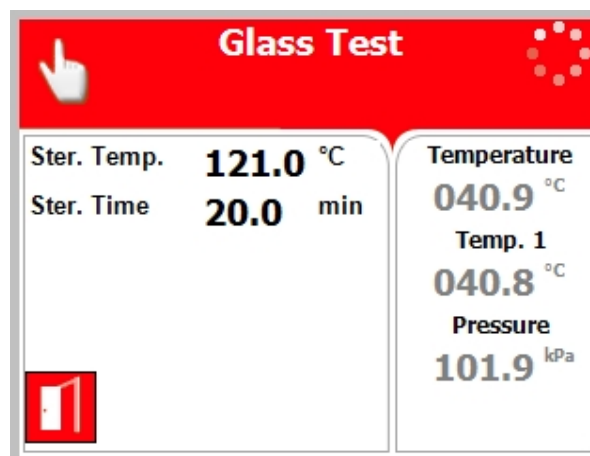 Glass Test
Ster. Temp. 121.0 °C
Ster. Time 20.0 min
Temperature
040.9 °C
Temp. 1
040.8 °C
Pressure
101.9 kPa